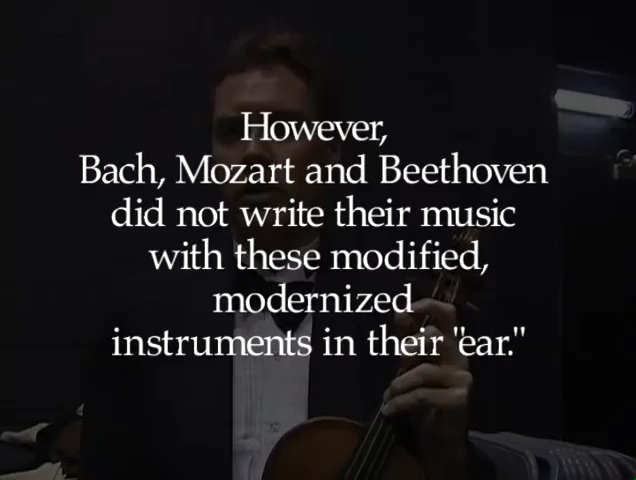 However,
Bach, Mozart and Beethoven
did not write their music
with these modified,
modernized
instruments in their "ear."